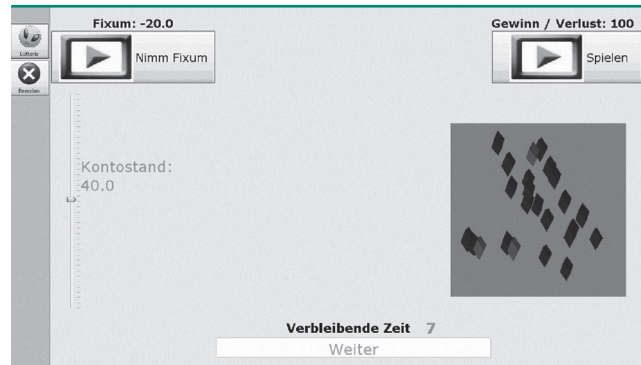 Fixum: -20.0
Gewinn / Verlust: 100
Lotterie
Nimm Fixum
Spielen
Beenden
Kontostand:
40.0
Verbleibende Zeit 7
Weiter